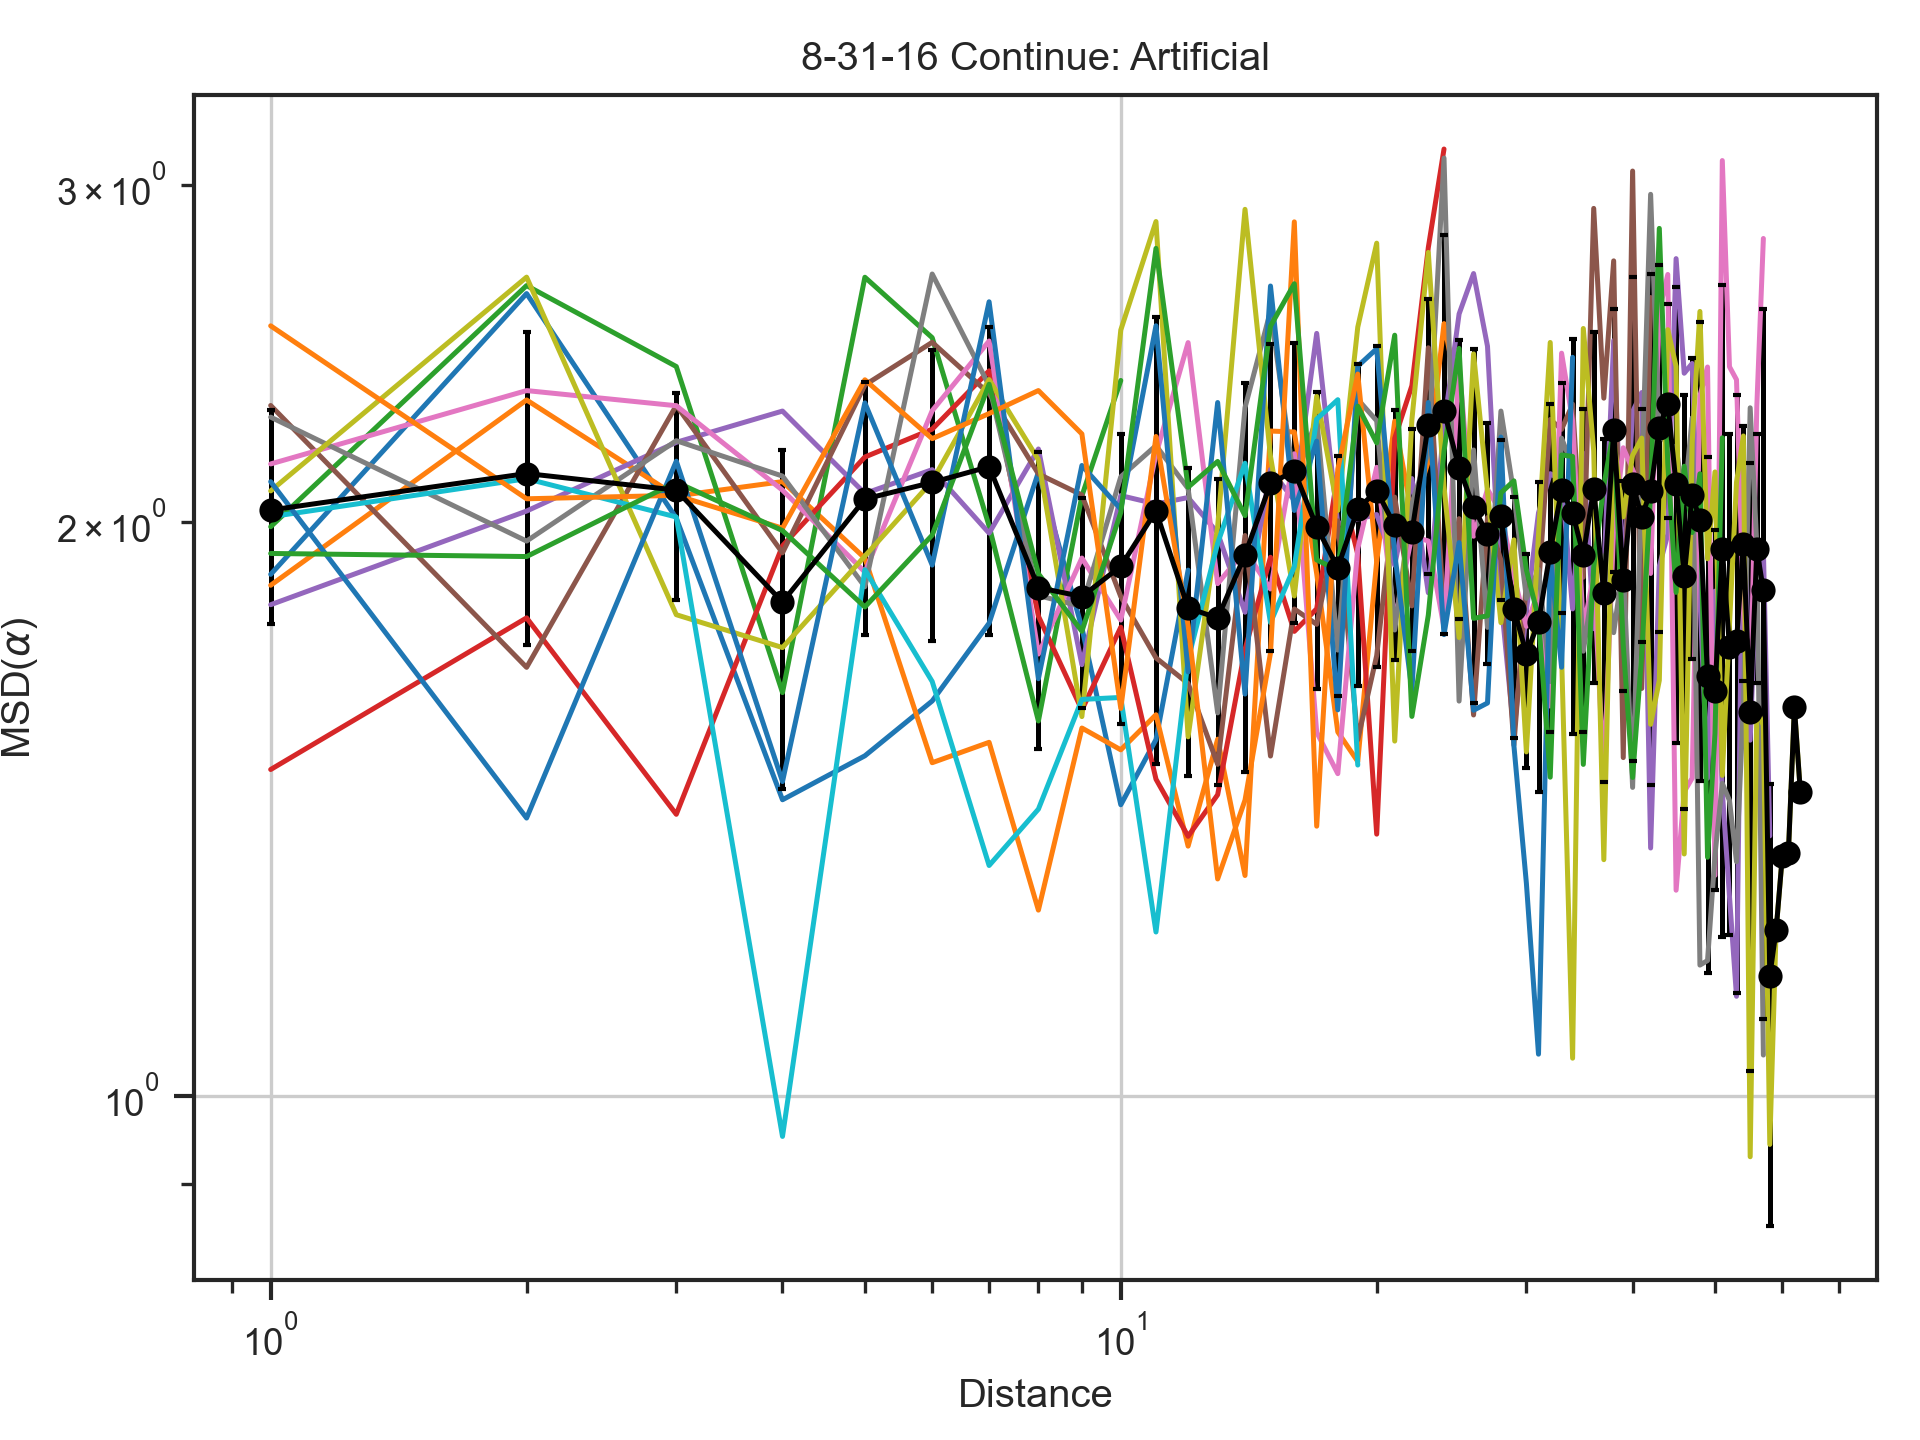 8-31-16 Continue: Artificial
3 × 10⁰
2 × 10⁰
10⁰
MSD(α)
10⁰ 10¹
Distance